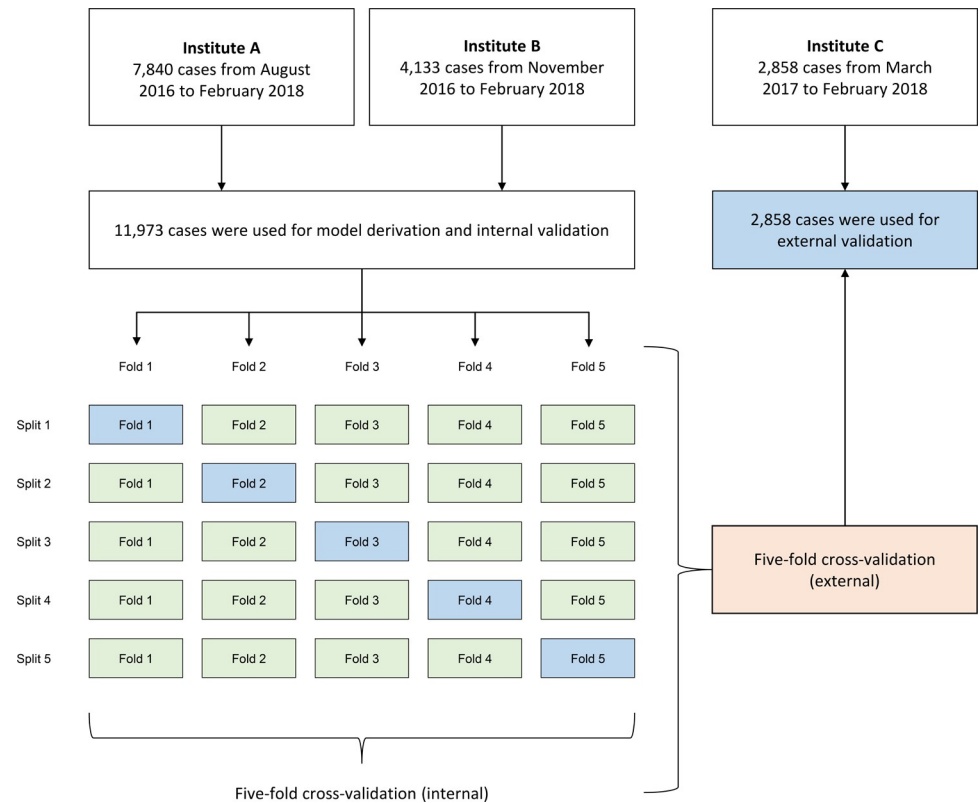 Institute A
7,840 cases from August
2016 to February 2018
Institute B
4,133 cases from November
2016 to February 2018
Institute C
2,858 cases from March
2017 to February 2018
11,973 cases were used for model derivation and internal validation
2,858 cases were used for
external validation
Fold 1 Fold 2 Fold 3 Fold 4 Fold 5
Split 1 Fold 1 Fold 2 Fold 3 Fold 4 Fold 5
Split 2 Fold 1 Fold 2 Fold 3 Fold 4 Fold 5
Split 3 Fold 1 Fold 2 Fold 3 Fold 4 Fold 5
Split 4 Fold 1 Fold 2 Fold 3 Fold 4 Fold 5
Split 5 Fold 1 Fold 2 Fold 3 Fold 4 Fold 5
Five-fold cross-validation
(external)
Five-fold cross-validation (internal)